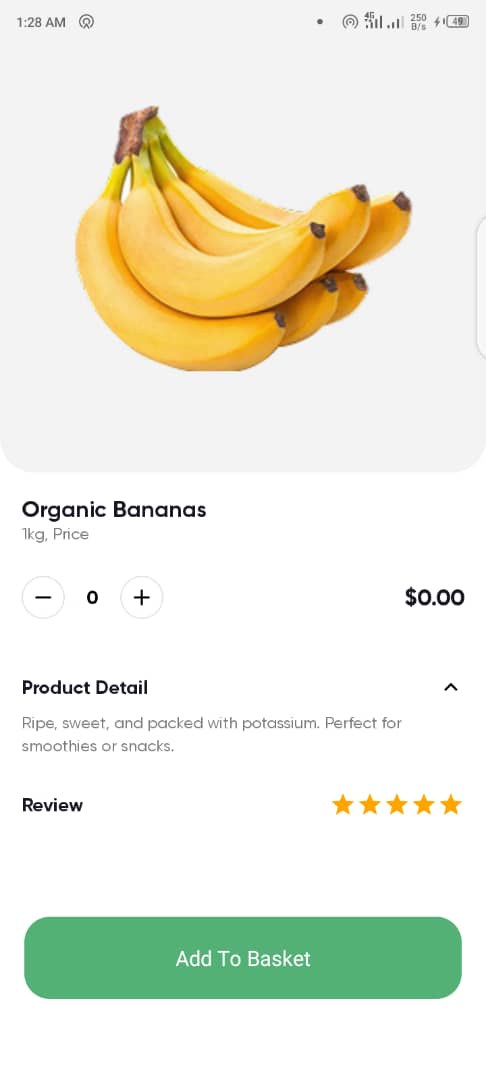 1:28 AM
4G
250
B/s
49
Organic Bananas
1kg, Price
0
$0.00
Product Detail
Ripe, sweet, and packed with potassium. Perfect for
smoothies or snacks.
Review
Add To Basket